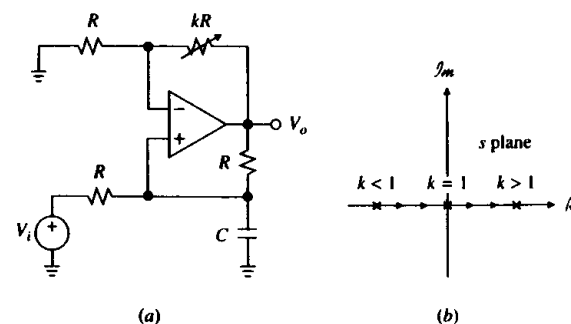 R
kR
−
+
V_o
R
R
V_i
+
C
(a)
𝓘m
s plane
k < 1
k = 1
k > 1
(b)